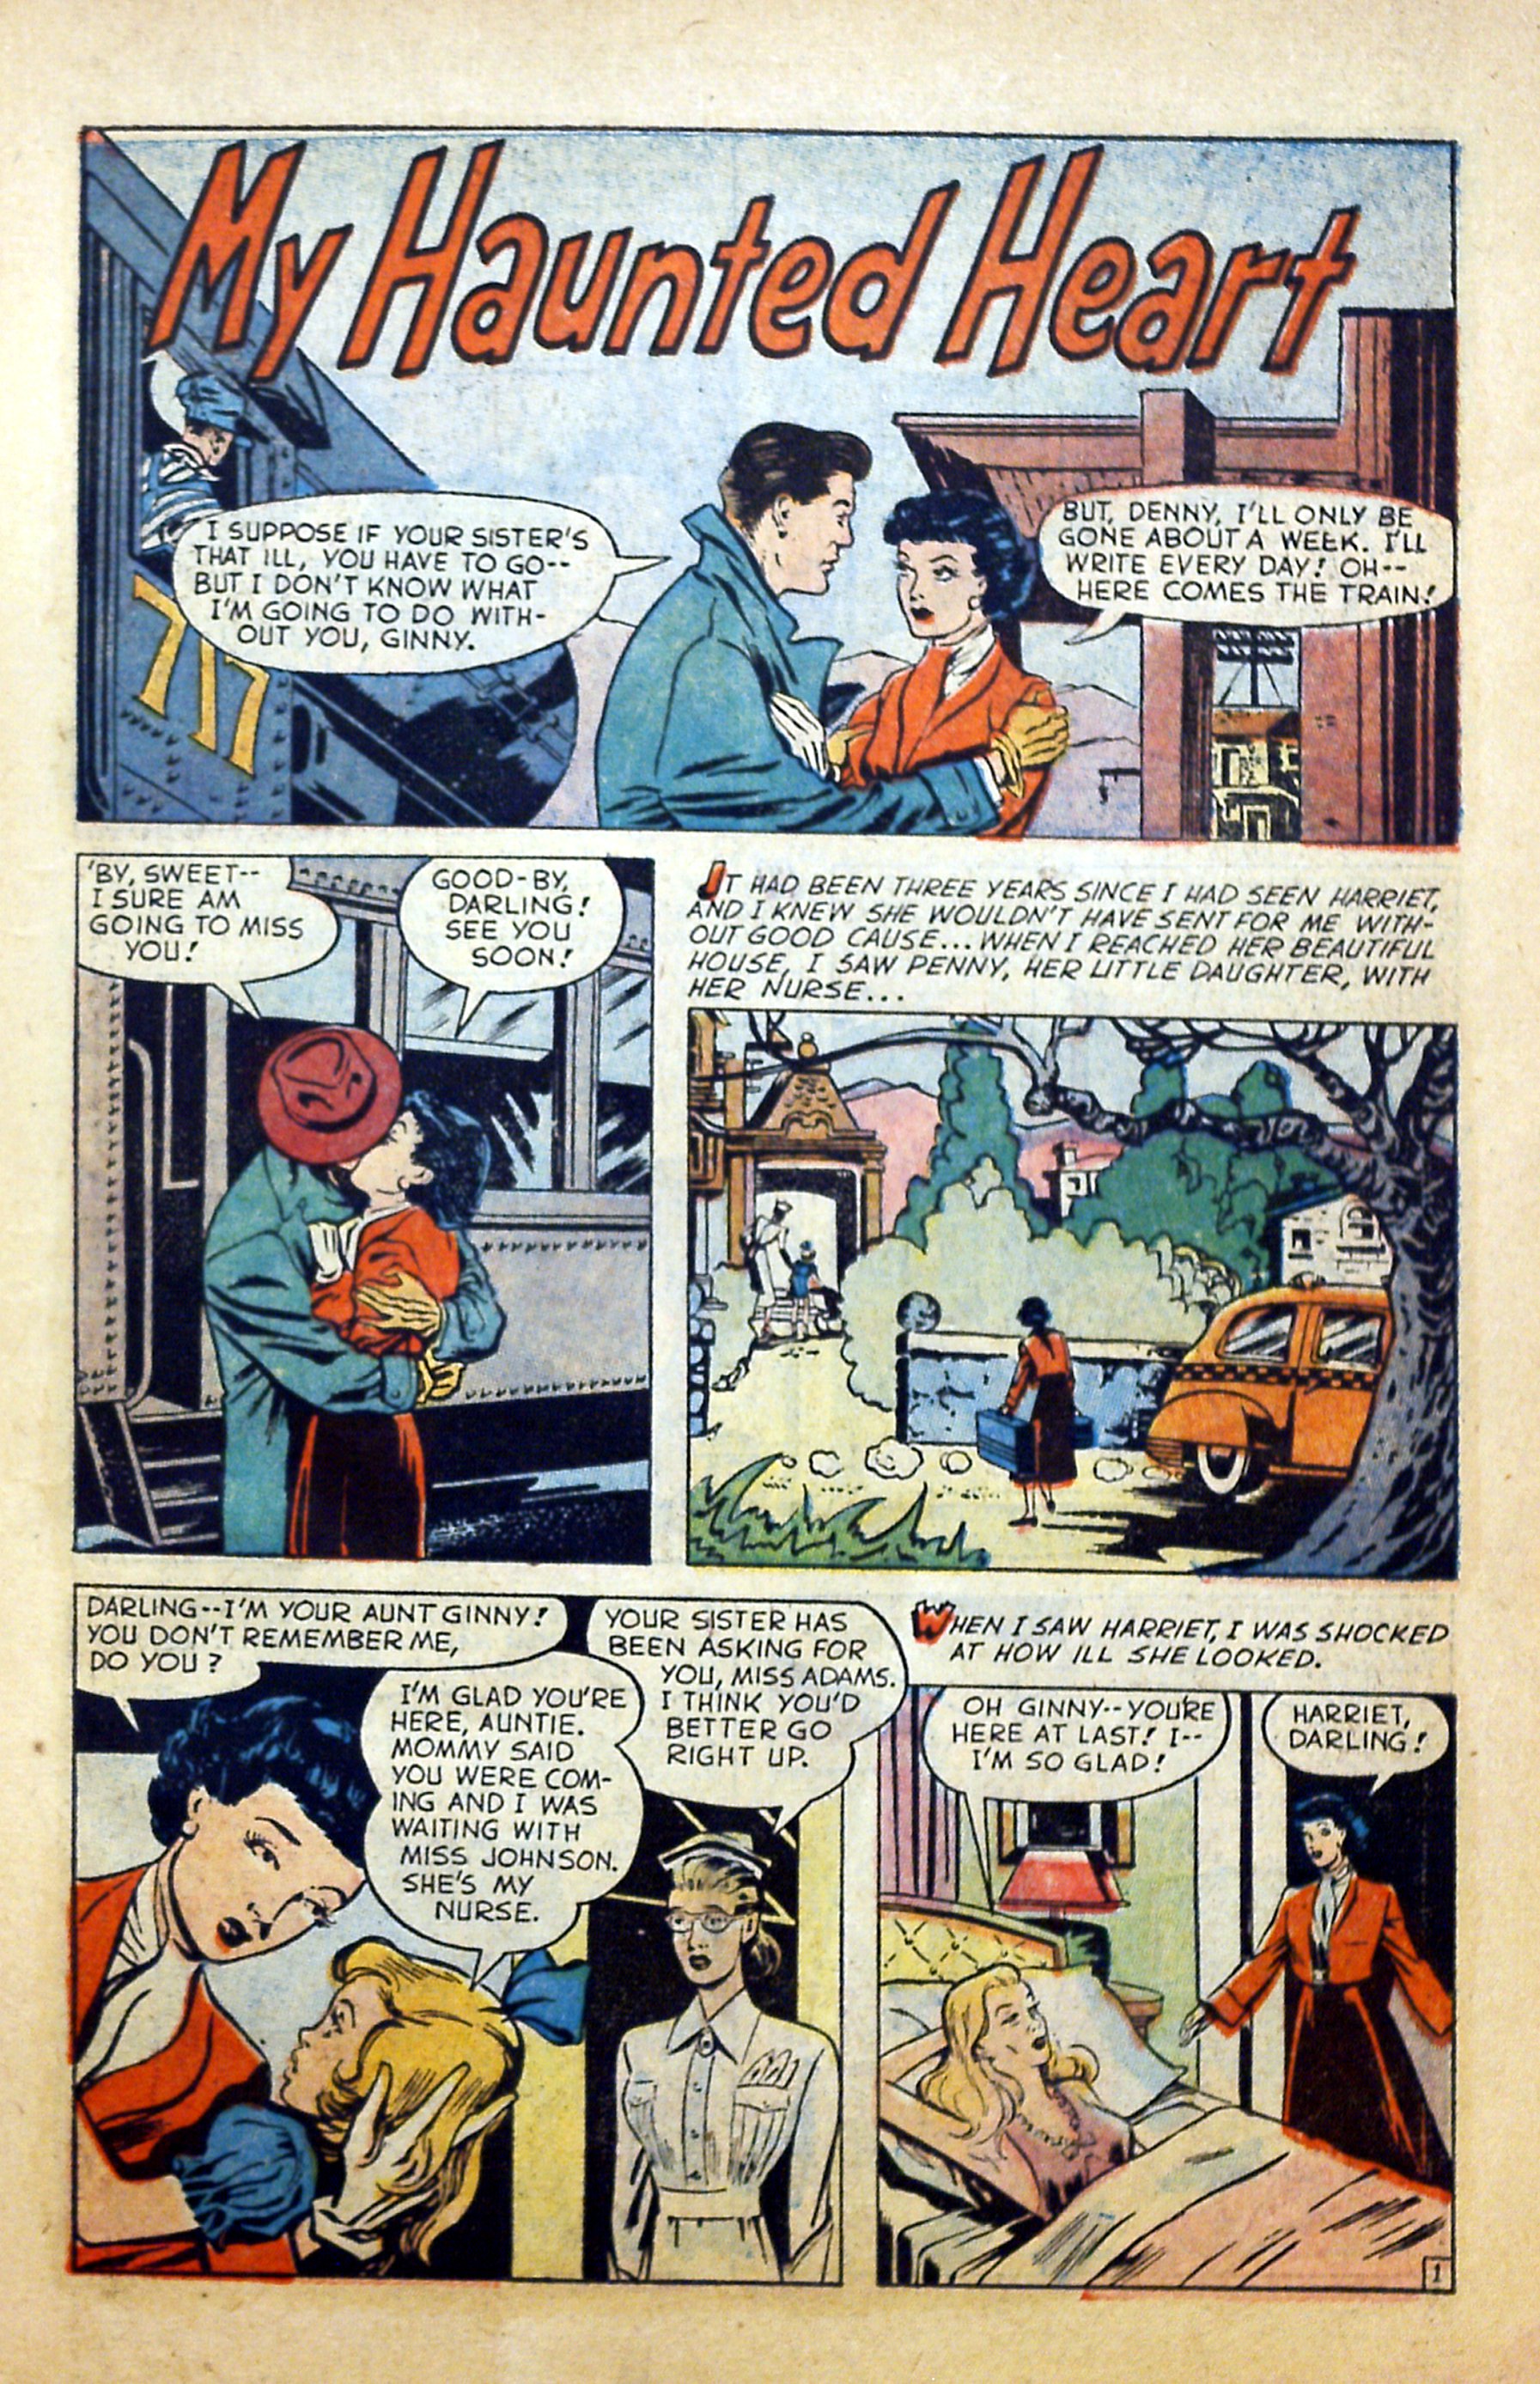 My Haunted Heart
I SUPPOSE IF YOUR SISTER'S
THAT ILL, YOU HAVE TO GO--
BUT I DON'T KNOW WHAT
I'M GOING TO DO WITH-
OUT YOU, GINNY.
BUT, DENNY, I'LL ONLY BE
GONE ABOUT A WEEK. I'LL
WRITE EVERY DAY! OH--
HERE COMES THE TRAIN!
717
'BY, SWEET--
I SURE AM
GOING TO MISS
YOU!
GOOD-BY,
DARLING!
SEE YOU
SOON!
IT HAD BEEN THREE YEARS SINCE I HAD SEEN HARRIET,
AND I KNEW SHE WOULDN'T HAVE SENT FOR ME WITH-
OUT GOOD CAUSE... WHEN I REACHED HER BEAUTIFUL
HOUSE, I SAW PENNY, HER LITTLE DAUGHTER, WITH
HER NURSE...
DARLING--I'M YOUR AUNT GINNY!
YOU DON'T REMEMBER ME,
DO YOU?
I'M GLAD YOU'RE
HERE, AUNTIE.
MOMMY SAID
YOU WERE COM-
ING AND I WAS
WAITING WITH
MISS JOHNSON.
SHE'S MY
NURSE.
YOUR SISTER HAS
BEEN ASKING FOR
YOU, MISS ADAMS.
I THINK YOU'D
BETTER GO
RIGHT UP.
WHEN I SAW HARRIET, I WAS SHOCKED
AT HOW ILL SHE LOOKED.
OH GINNY--YOU'RE
HERE AT LAST! I--
I'M SO GLAD!
HARRIET,
DARLING!
1